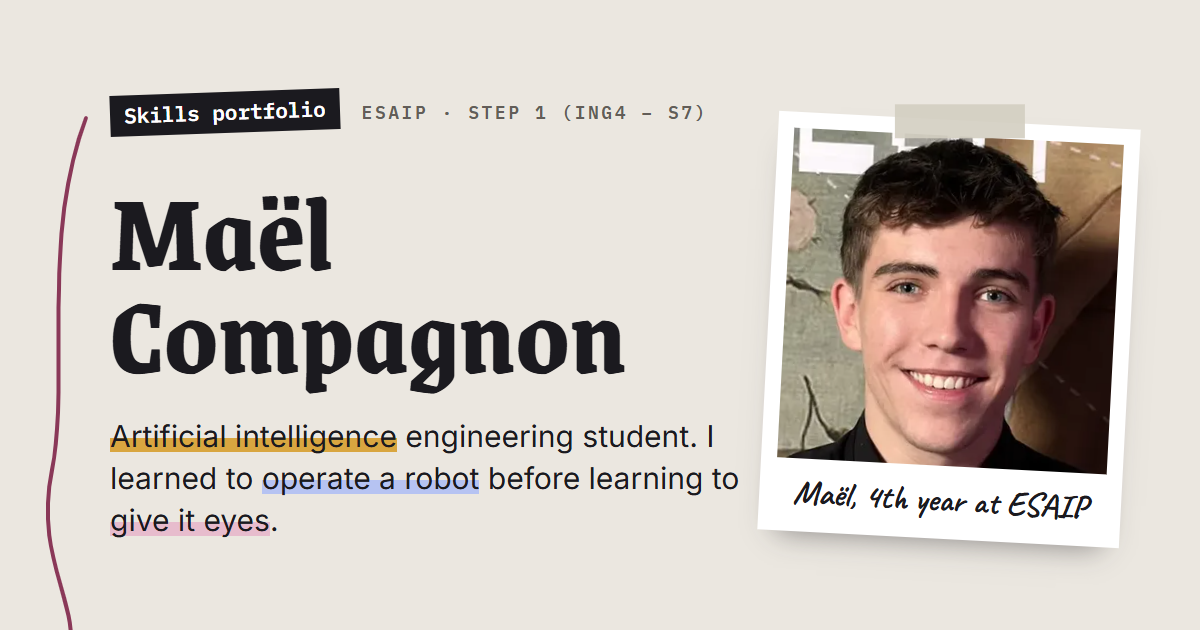 Skills portfolio
ESAIP · STEP 1 (ING4 – S7)
Maël
Compagnon
Artificial intelligence engineering student. I
learned to operate a robot before learning to
give it eyes.
Maël, 4th year at ESAIP